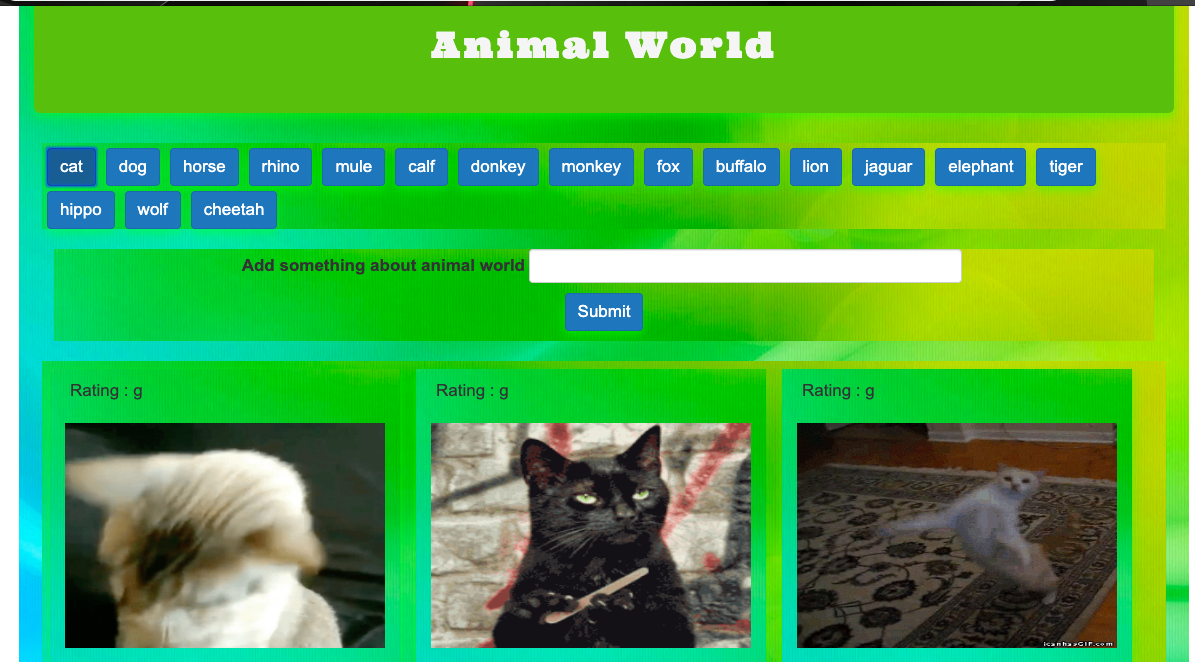 Animal World
cat dog horse rhino mule calf donkey monkey fox buffalo lion jaguar elephant tiger
hippo wolf cheetah
Add something about animal world
Submit
Rating : g Rating : g Rating : g
icanhasGIF.com